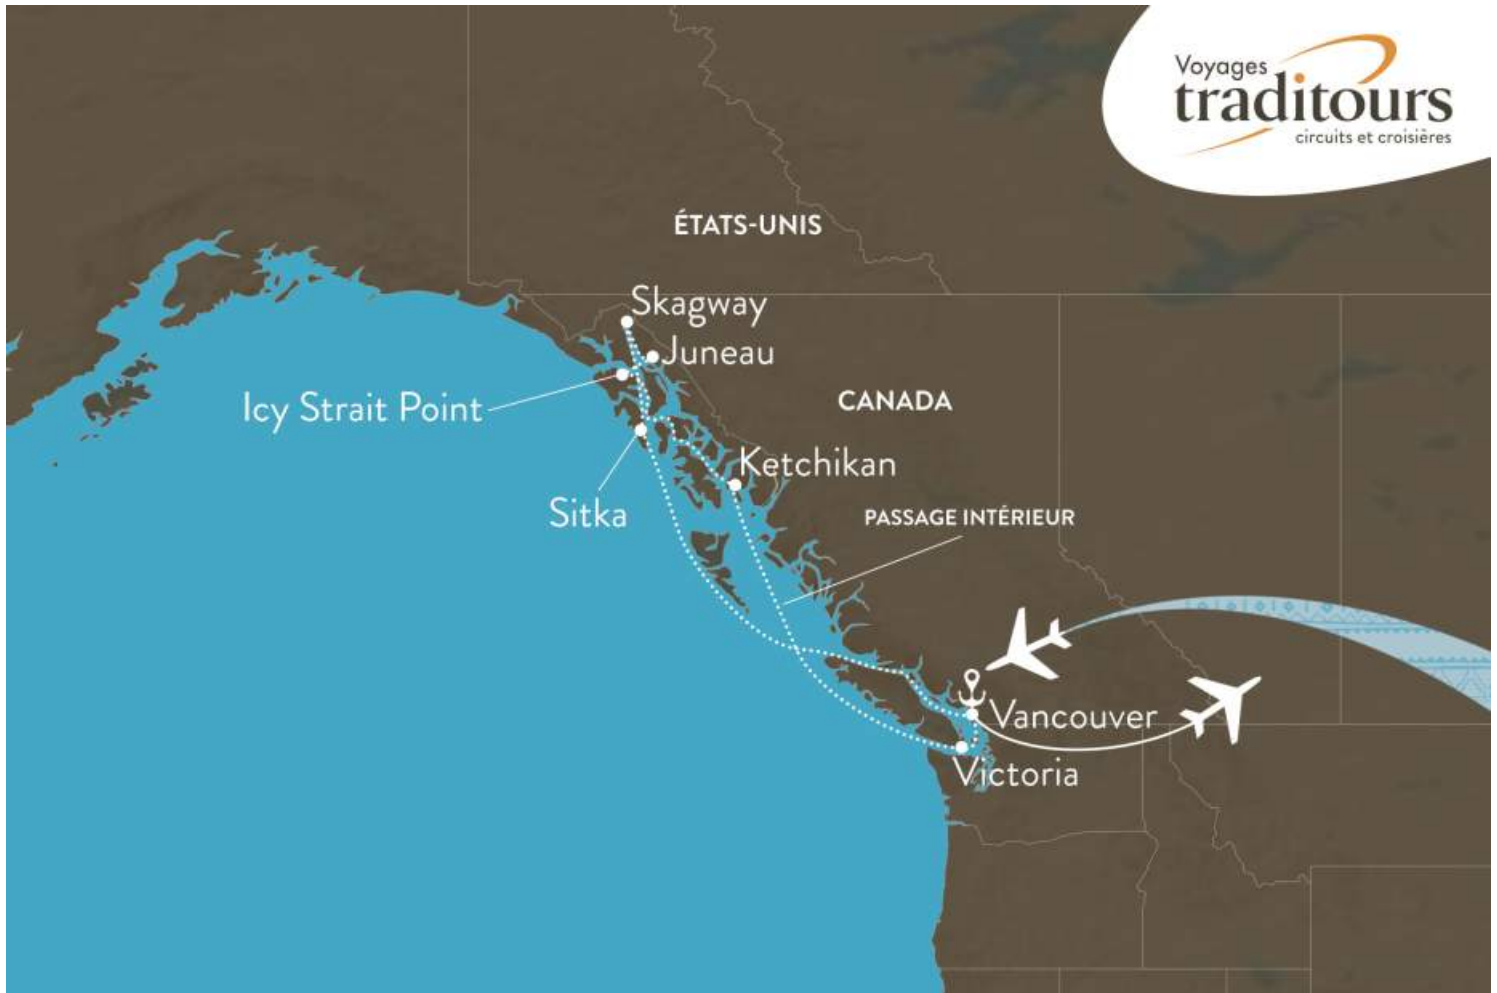 Voyages
traditours
circuits et croisières
ÉTATS-UNIS
Skagway
Juneau
Icy Strait Point
CANADA
Ketchikan
Sitka
PASSAGE INTÉRIEUR
Vancouver
Victoria